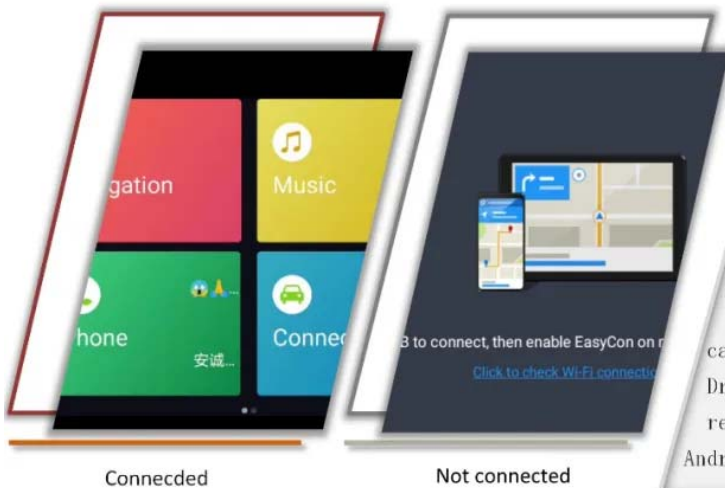 gation
Music
hone
安诚...
Connec
to connect, then enable EasyCon on
Click to check Wi-Fi connectio
ca
Dr
re
Andr
Connecded
Not connected